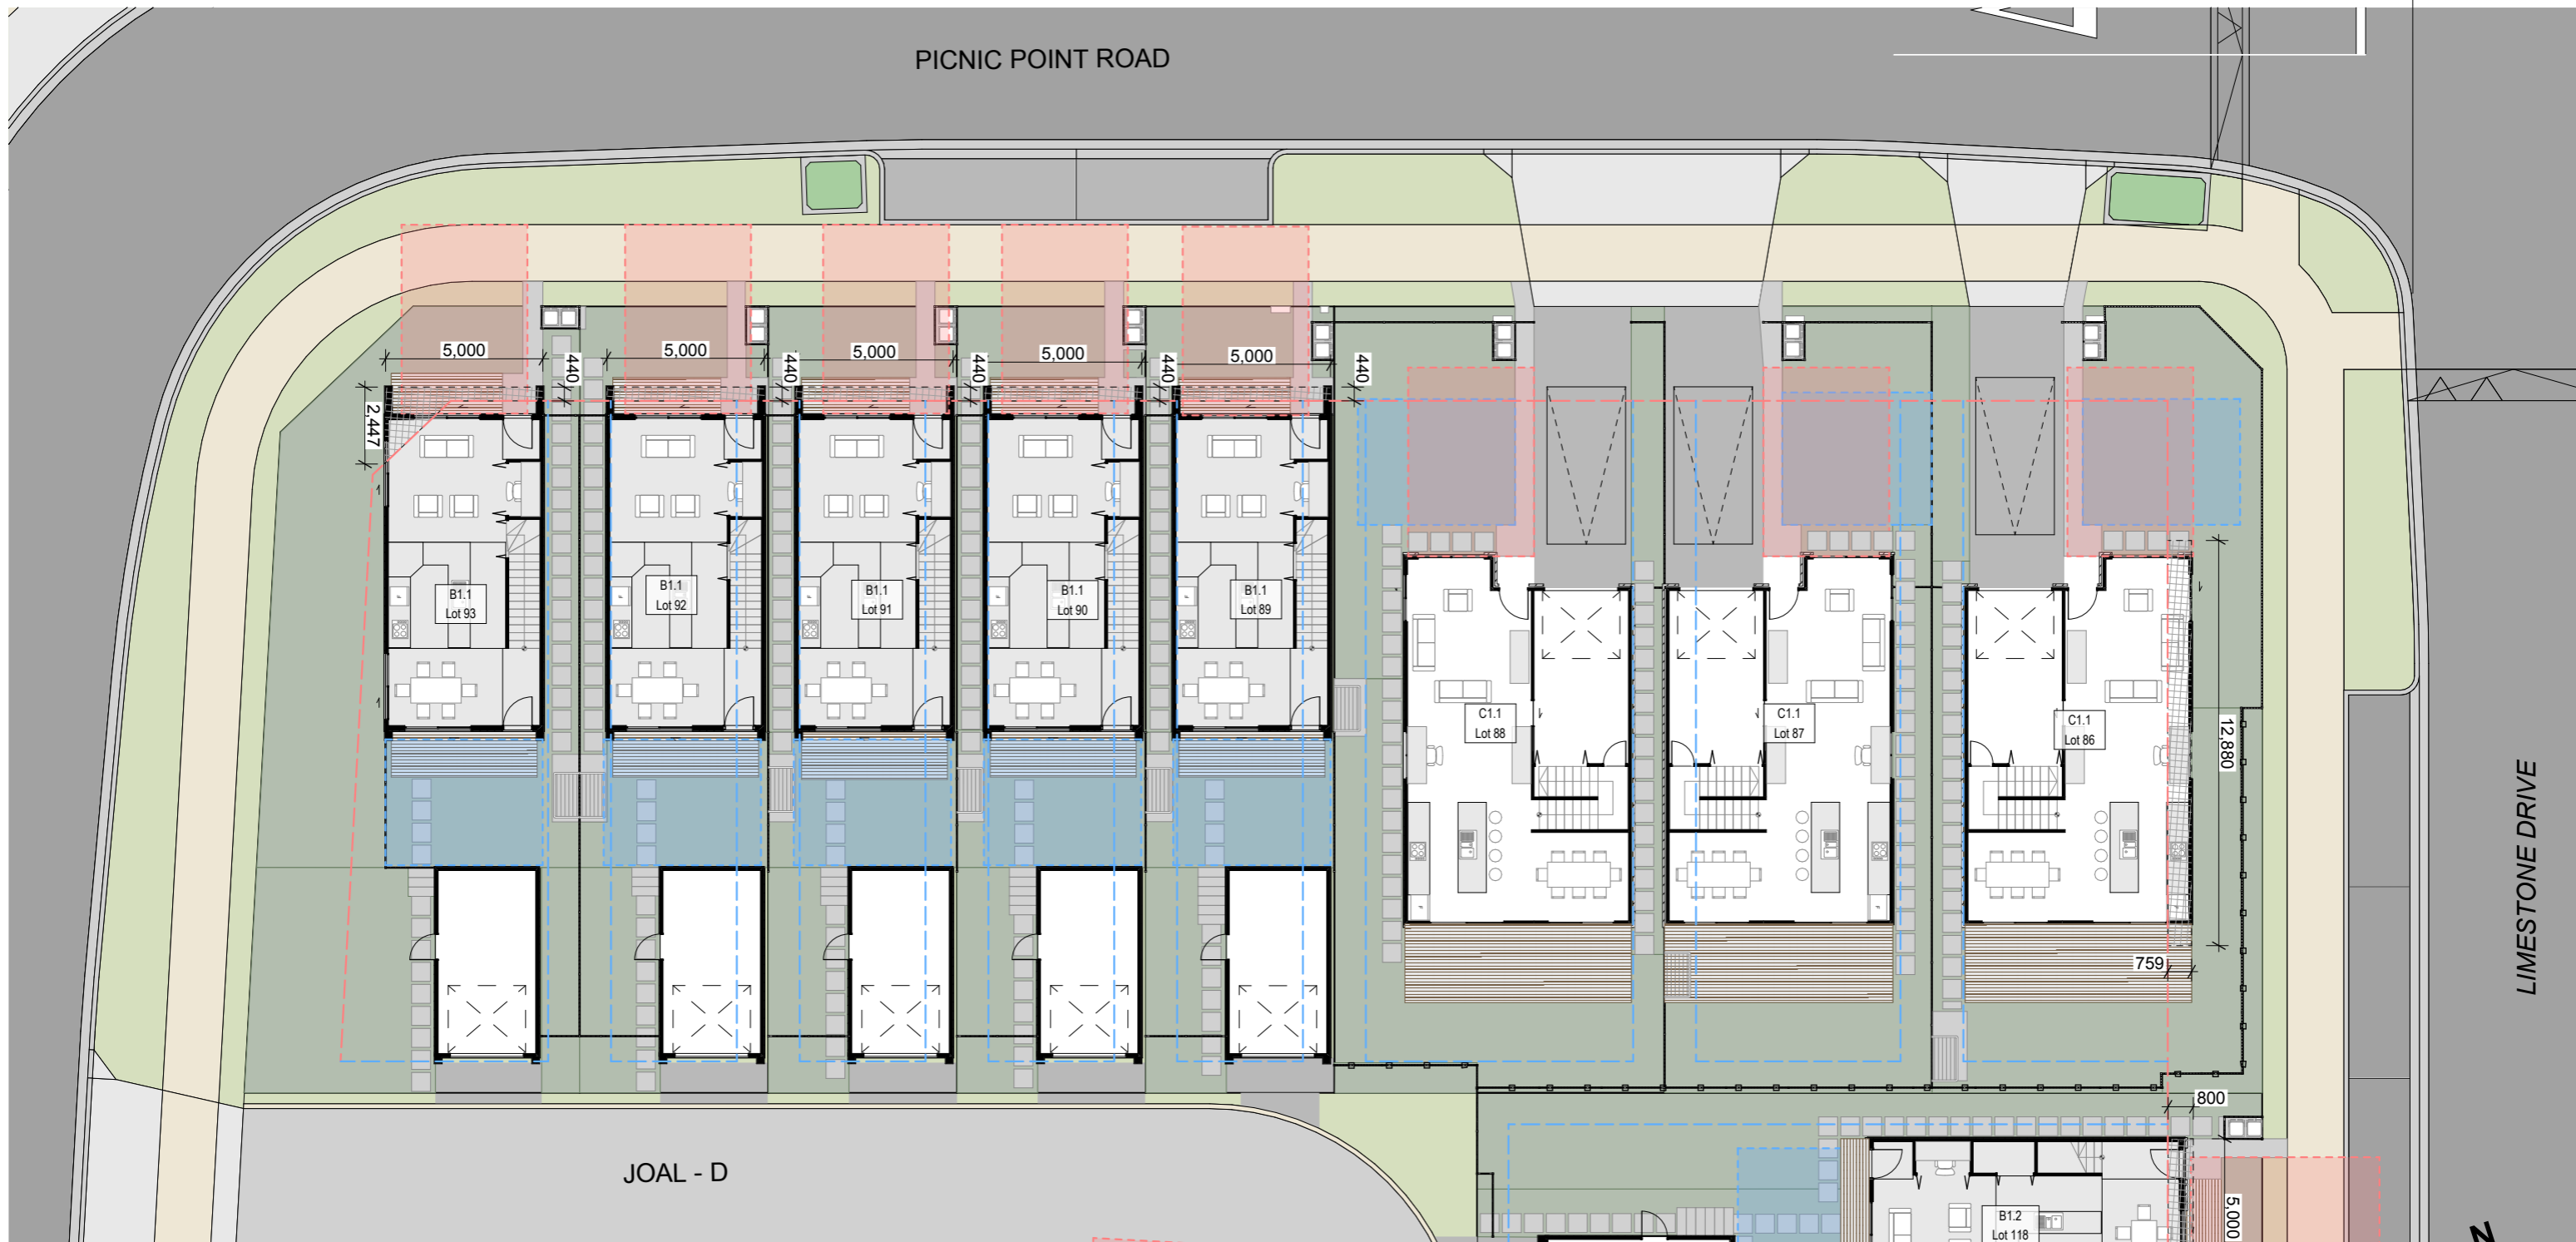 PICNIC POINT ROAD
5,000
440
5,000
440
5,000
440
5,000
440
5,000
440
2,447
B1.1
Lot 93
B1.1
Lot 92
B1.1
Lot 91
B1.1
Lot 90
B1.1
Lot 89
C1.1
Lot 88
C1.1
Lot 87
C1.1
Lot 86
12,880
759
LIMESTONE DRIVE
800
JOAL - D
B1.2
Lot 118
5,000
N